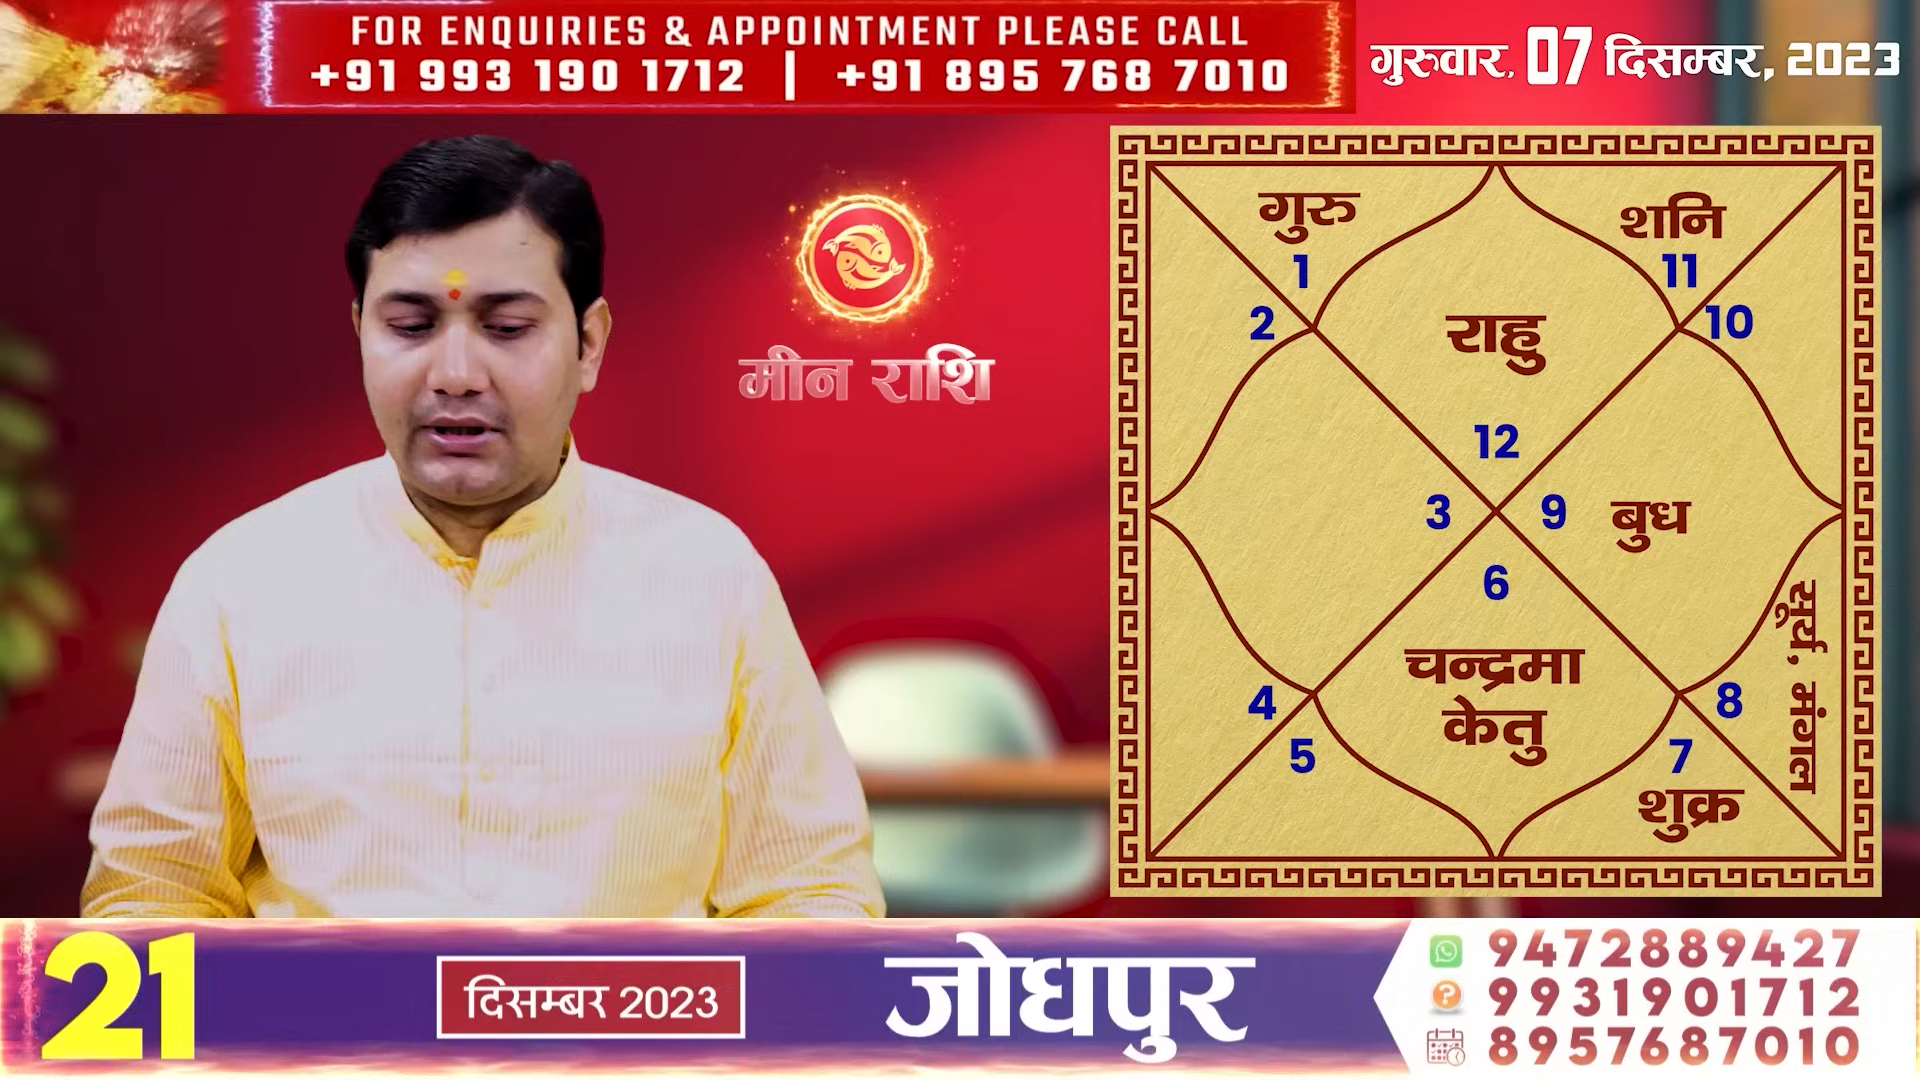 FOR ENQUIRIES & APPOINTMENT PLEASE CALL
+91 993 190 1712 | +91 895 768 7010
गुरुवार, 07 दिसम्बर, 2023
मीन राशि
गुरु
1
2
शनि
11
10
राहु
12
3
9
बुध
6
चन्द्रमा
केतु
4
5
8
7
शुक्र
सूर्य, मंगल
21
दिसम्बर 2023
जोधपुर
9472889427
9931901712
8957687010